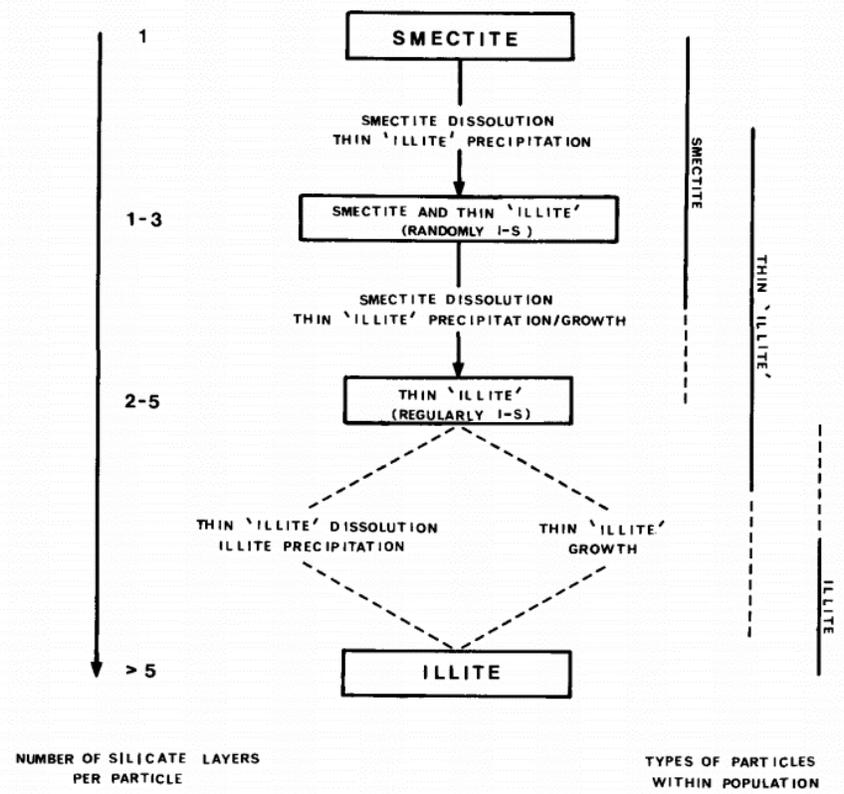 1
SMECTITE
SMECTITE DISSOLUTION
THIN 'ILLITE' PRECIPITATION
SMECTITE
1-3
SMECTITE AND THIN 'ILLITE'
(RANDOMLY I-S)
THIN 'ILLITE'
SMECTITE DISSOLUTION
THIN 'ILLITE' PRECIPITATION/GROWTH
2-5
THIN 'ILLITE'
(REGULARLY I-S)
THIN 'ILLITE' DISSOLUTION
ILLITE PRECIPITATION
THIN 'ILLITE'
GROWTH
ILLITE
> 5
ILLITE
NUMBER OF SILICATE LAYERS
PER PARTICLE
TYPES OF PARTICLES
WITHIN POPULATION